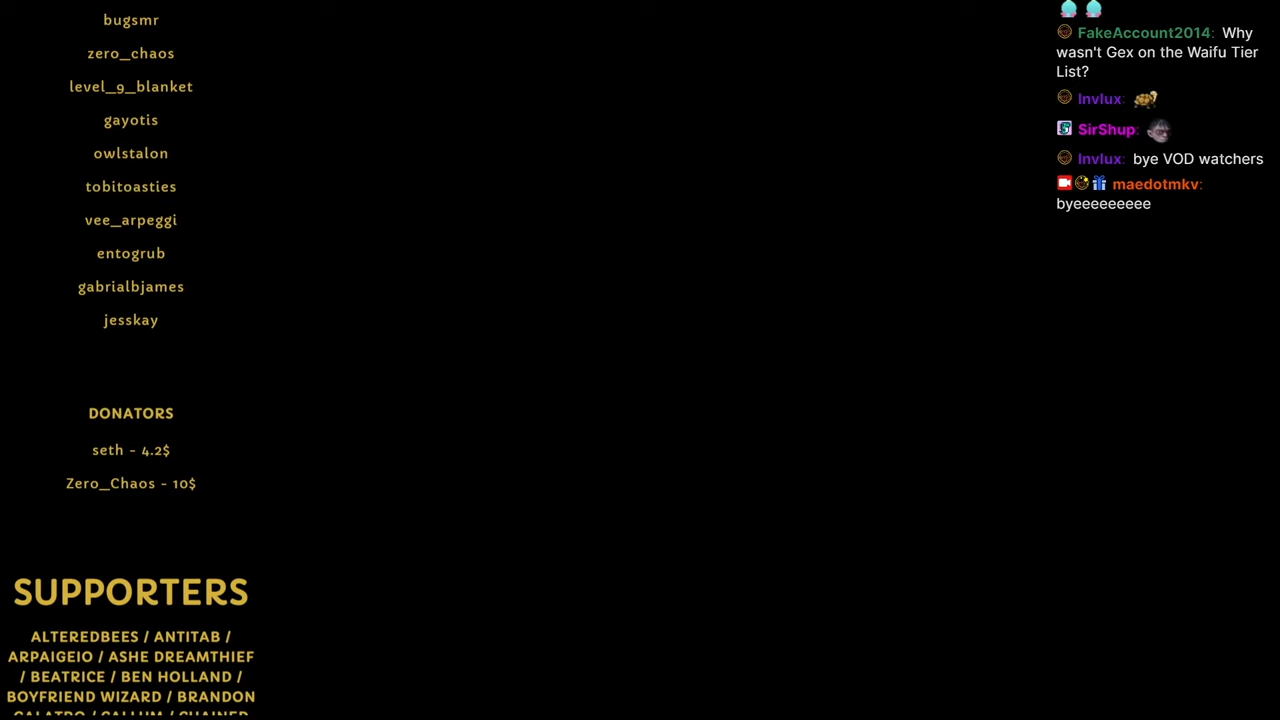 bugsmr
zero_chaos
level_9_blanket
gayotis
owlstalon
tobitoasties
vee_arpeggi
entogrub
gabrialbjames
jesskay
DONATORS
seth - 4.2$
Zero_Chaos - 10$
SUPPORTERS
ALTEREDBEES / ANTITAB /
ARPAIGEIO / ASHE DREAMTHIEF
/ BEATRICE / BEN HOLLAND /
BOYFRIEND WIZARD / BRANDON
FakeAccount2014: Why
wasn't Gex on the Waifu Tier
List?
Invlux:
SirShup:
Invlux: bye VOD watchers
maedotmkv:
byeeeeeeeee